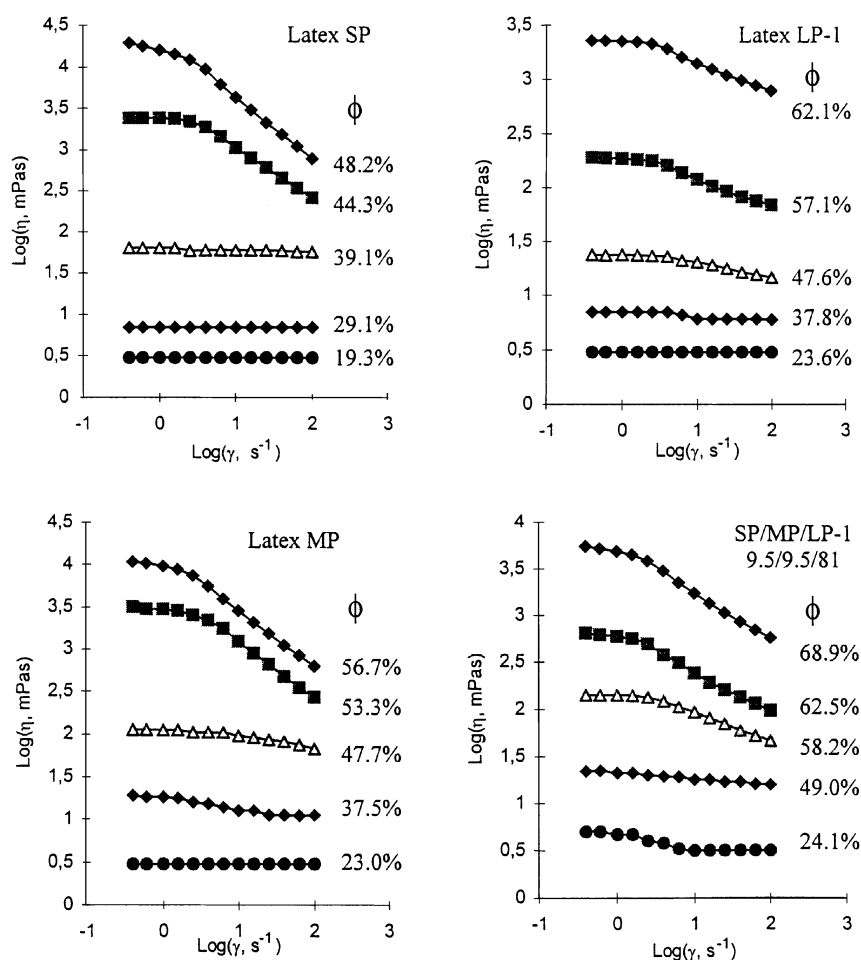 Latex SP
4,5
4
3,5
3
2,5
2
1,5
1
0,5
0
Log(η, mPas)
ϕ
48.2%
44.3%
39.1%
29.1%
19.3%
-1 0 1 2 3
Log(γ, s⁻¹)
Latex LP-1
3,5
3
2,5
2
1,5
1
0,5
0
Log(η, mPas)
ϕ
62.1%
57.1%
47.6%
37.8%
23.6%
-1 0 1 2 3
Log(γ, s⁻¹)
Latex MP
4,5
4
3,5
3
2,5
2
1,5
1
0,5
0
Log(η, mPas)
ϕ
56.7%
53.3%
47.7%
37.5%
23.0%
-1 0 1 2 3
Log(γ, s⁻¹)
SP/MP/LP-1
9.5/9.5/81
4
3,5
3
2,5
2
1,5
1
0,5
0
Log(η, mPas)
ϕ
68.9%
62.5%
58.2%
49.0%
24.1%
-1 0 1 2 3
Log(γ, s⁻¹)